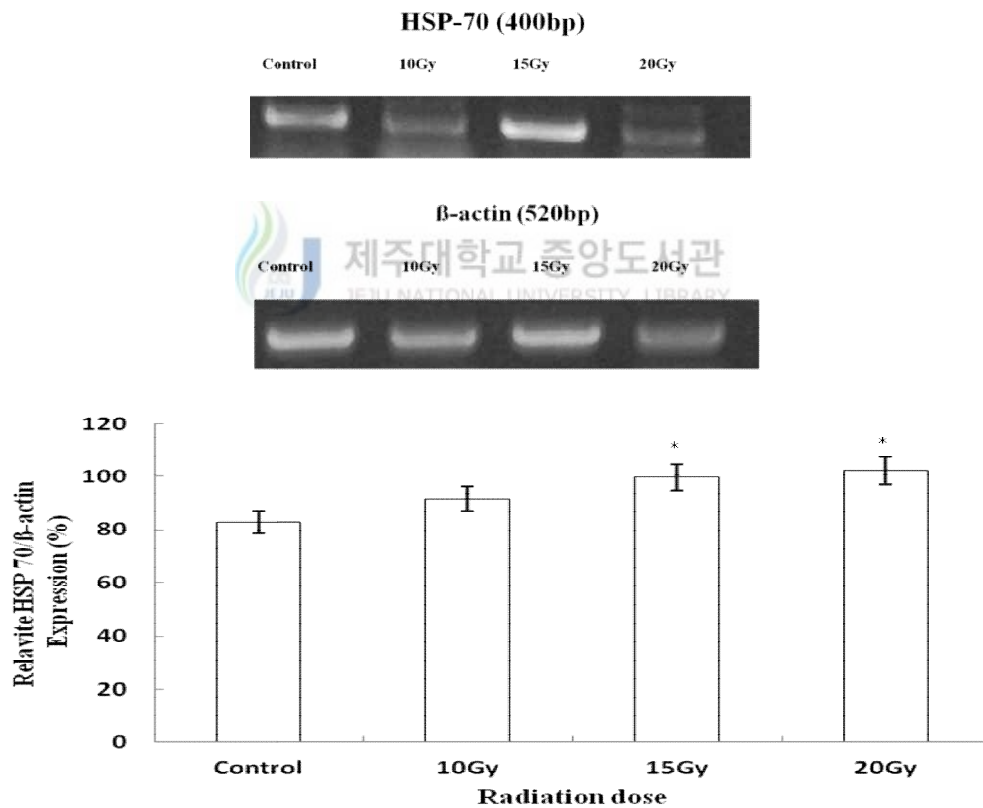 HSP-70 (400bp)
Control 10Gy 15Gy 20Gy
ß-actin (520bp)
제주대학교 중앙도서관
Control 10Gy 15Gy 20Gy
JEJU
JEJU NATIONAL UNIVERSITY LIBRARY
120
100
80
60
40
20
0
Relavite HSP 70/ß-actin
Expression (%)
* *
Control 10Gy 15Gy 20Gy
Radiation dose